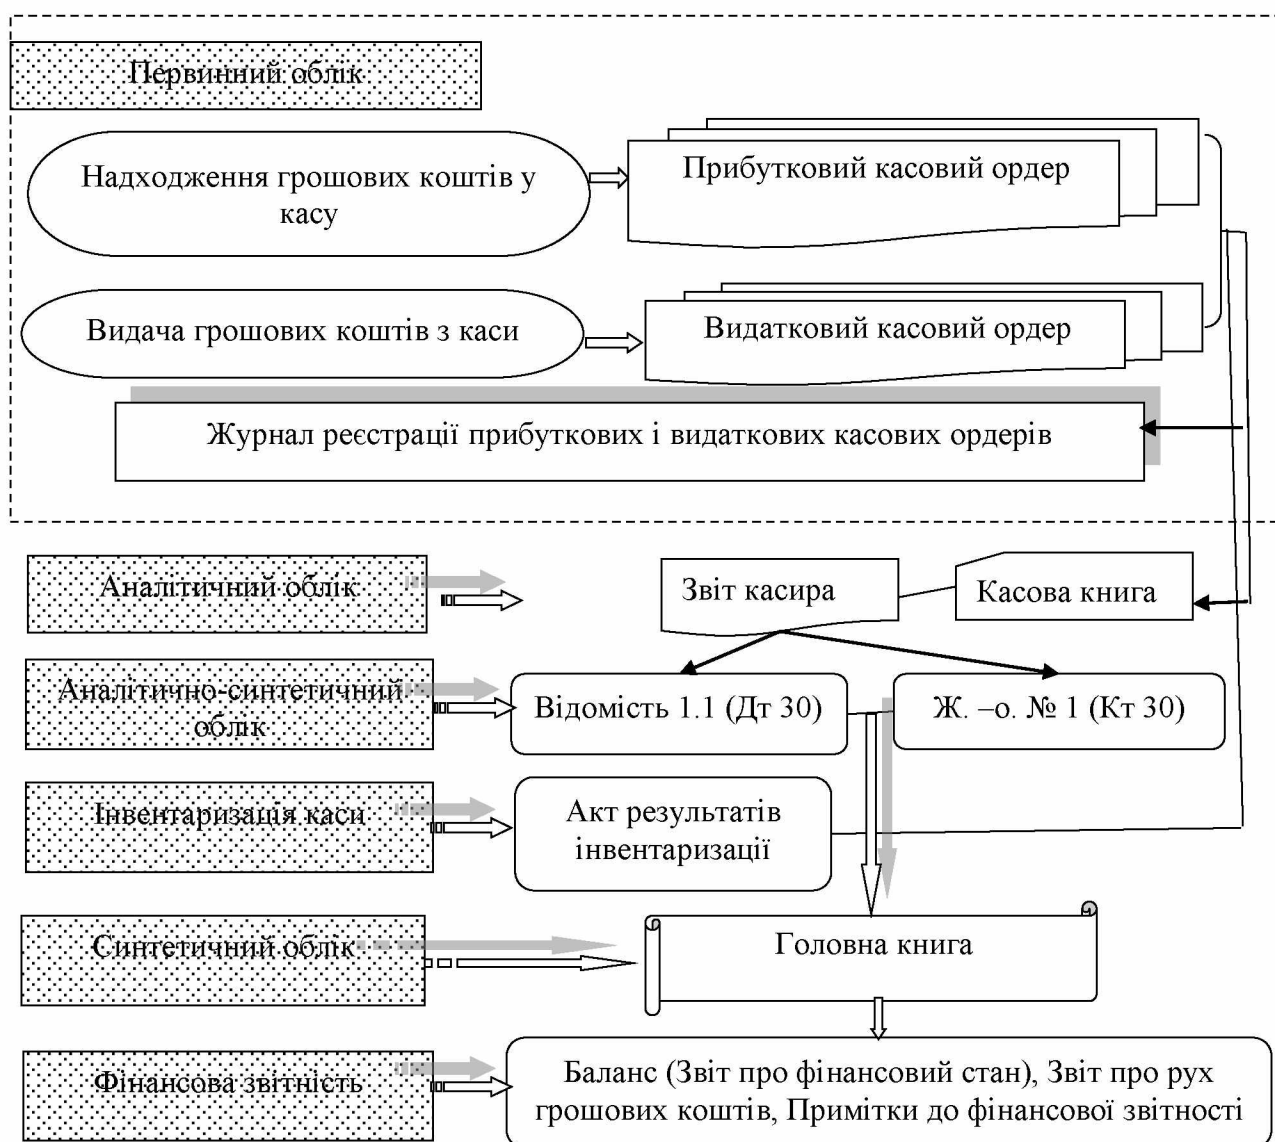 Первинний облік
Надходження грошових коштів у
касу
Прибутковий касовий ордер
Видача грошових коштів з каси
Видатковий касовий ордер
Журнал реєстрації прибуткових і видаткових касових ордерів
Аналітичний облік
Звіт касира
Касова книга
Аналітично-синтетичний
облік
Відомість 1.1 (Дт 30)
Ж. –о. № 1 (Кт 30)
Інвентаризація каси
Акт результатів
інвентаризації
Синтетичний облік
Головна книга
Фінансова звітність
Баланс (Звіт про фінансовий стан), Звіт про рух
грошових коштів, Примітки до фінансової звітності